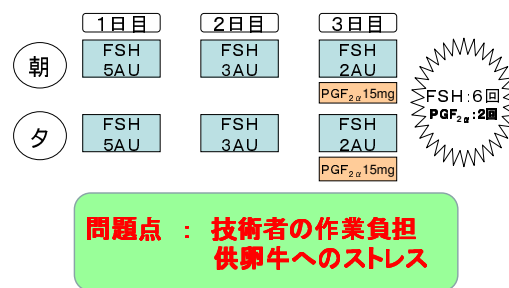 1日目 2日目 3日目
朝
FSH
5AU
FSH
3AU
FSH
2AU
PGF2α15mg
FSH:6回
PGF2α:2回
夕
FSH
5AU
FSH
3AU
FSH
2AU
PGF2α15mg
問題点 : 技術者の作業負担
供卵牛へのストレス